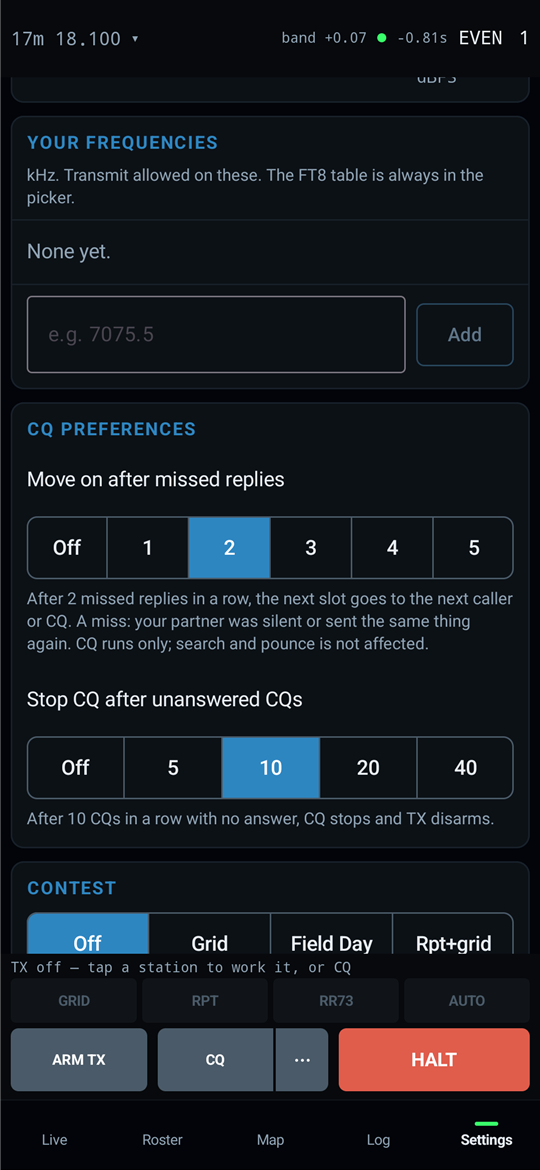 17m 18.100 ▾ band +0.07 -0.81s EVEN 1
dBFS
YOUR FREQUENCIES
kHz. Transmit allowed on these. The FT8 table is always in the
picker.
None yet.
e.g. 7075.5 Add
CQ PREFERENCES
Move on after missed replies
Off 1 2 3 4 5
After 2 missed replies in a row, the next slot goes to the next caller
or CQ. A miss: your partner was silent or sent the same thing
again. CQ runs only; search and pounce is not affected.
Stop CQ after unanswered CQs
Off 5 10 20 40
After 10 CQs in a row with no answer, CQ stops and TX disarms.
CONTEST
Off Grid Field Day Rpt+grid
TX off — tap a station to work it, or CQ
GRID RPT RR73 AUTO
ARM TX CQ ... HALT
Live Roster Map Log Settings